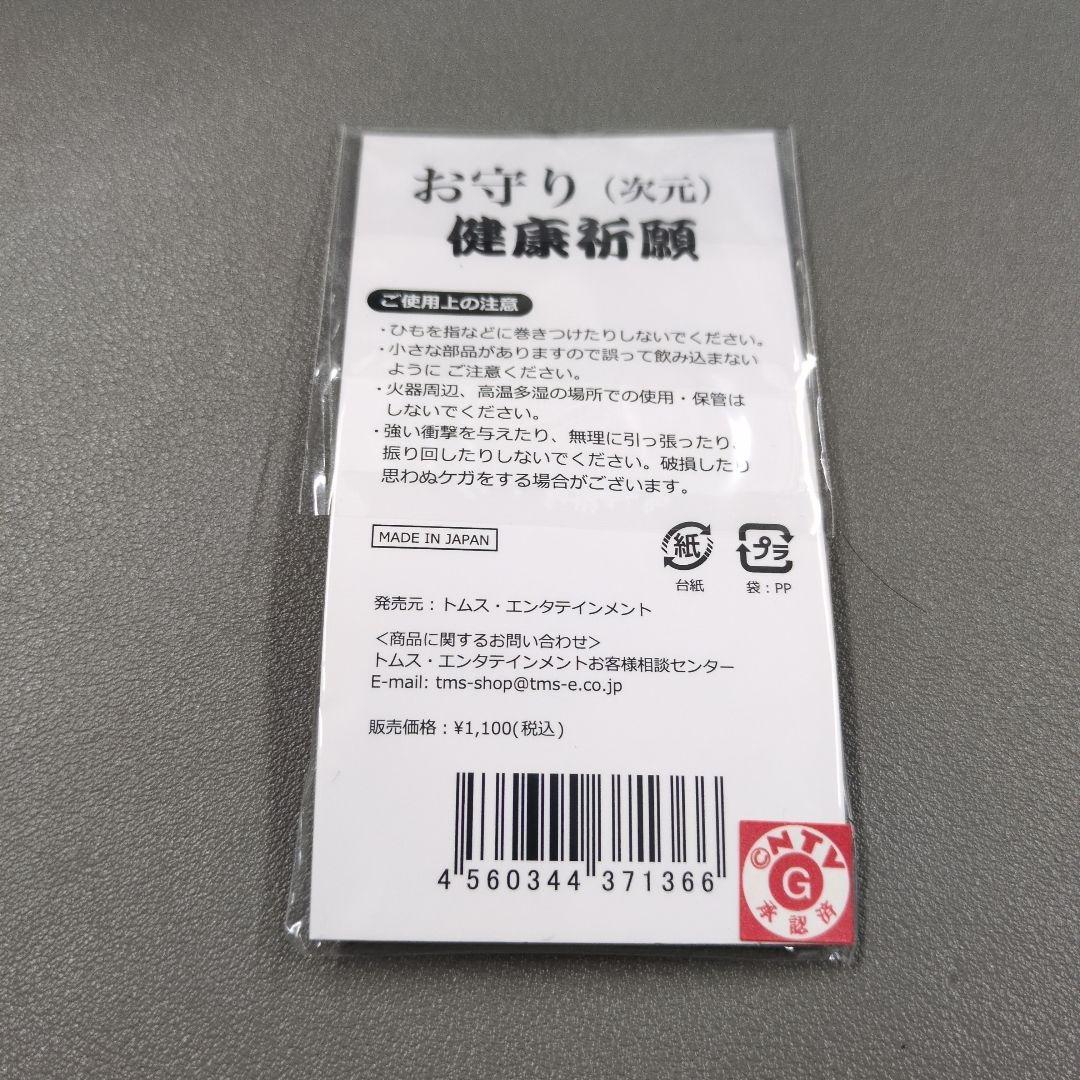 お守り（次元）
健康祈願
ご使用上の注意
・ひもを指などに巻きつけたりしないでください。
・小さな部品がありますので誤って飲み込まない
ように ご注意ください。
・火器周辺、高温多湿の場所での使用・保管は
しないでください。
・強い衝撃を与えたり、無理に引っ張ったり、
振り回したりしないでください。破損したり
思わぬケガをする場合がございます。
MADE IN JAPAN
紙
台紙
プラ
袋：PP
発売元：トムス・エンタテインメント
＜商品に関するお問い合わせ＞
トムス・エンタテインメントお客様相談センター
E-mail: tms-shop@tms-e.co.jp
販売価格：¥1,100(税込)
4 560344 371366
©NTV
G
承認済